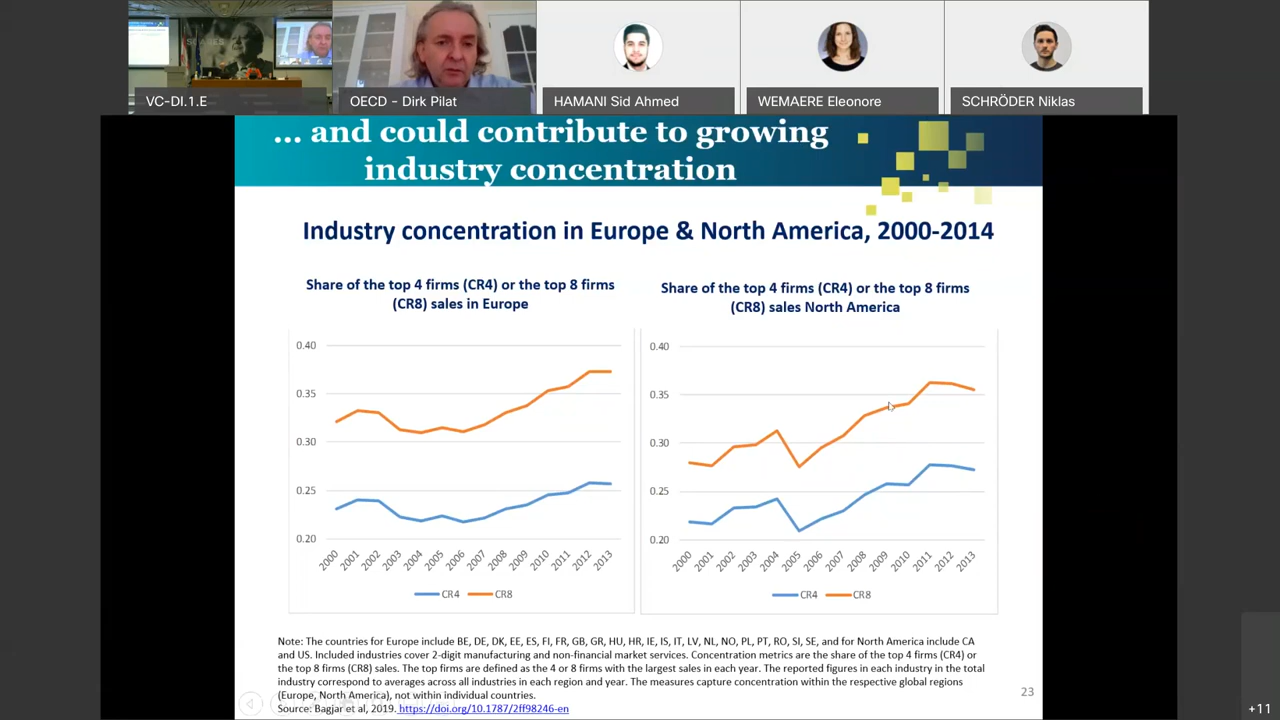 VC-DI.1.E
OECD - Dirk Pilat
HAMANI Sid Ahmed
WEMAERE Eleonore
SCHRÖDER Niklas
... and could contribute to growing
industry concentration
Industry concentration in Europe & North America, 2000-2014
Share of the top 4 firms (CR4) or the top 8 firms
(CR8) sales in Europe
0.40
0.35
0.30
0.25
0.20
2000 2001 2002 2003 2004 2005 2006 2007 2008 2009 2010 2011 2012 2013
CR4 CR8
Share of the top 4 firms (CR4) or the top 8 firms
(CR8) sales North America
0.40
0.35
0.30
0.25
0.20
2000 2001 2002 2003 2004 2005 2006 2007 2008 2009 2010 2011 2012 2013
CR4 CR8
Note: The countries for Europe include BE, DE, DK, EE, ES, FI, FR, GB, GR, HU, HR, IE, IS, IT, LV, NL, NO, PL, PT, RO, SI, SE, and for North America include CA
and US. Included industries cover 2-digit manufacturing and non-financial market services. Concentration metrics are the share of the top 4 firms (CR4) or
the top 8 firms (CR8) sales. The top firms are defined as the 4 or 8 firms with the largest sales in each year. The reported figures in each industry in the total
industry correspond to averages across all industries in each region and year. The measures capture concentration within the respective global regions
(Europe, North America), not within individual countries.
Source: Bagjar et al, 2019. https://doi.org/10.1787/2ff98246-en
23
+11